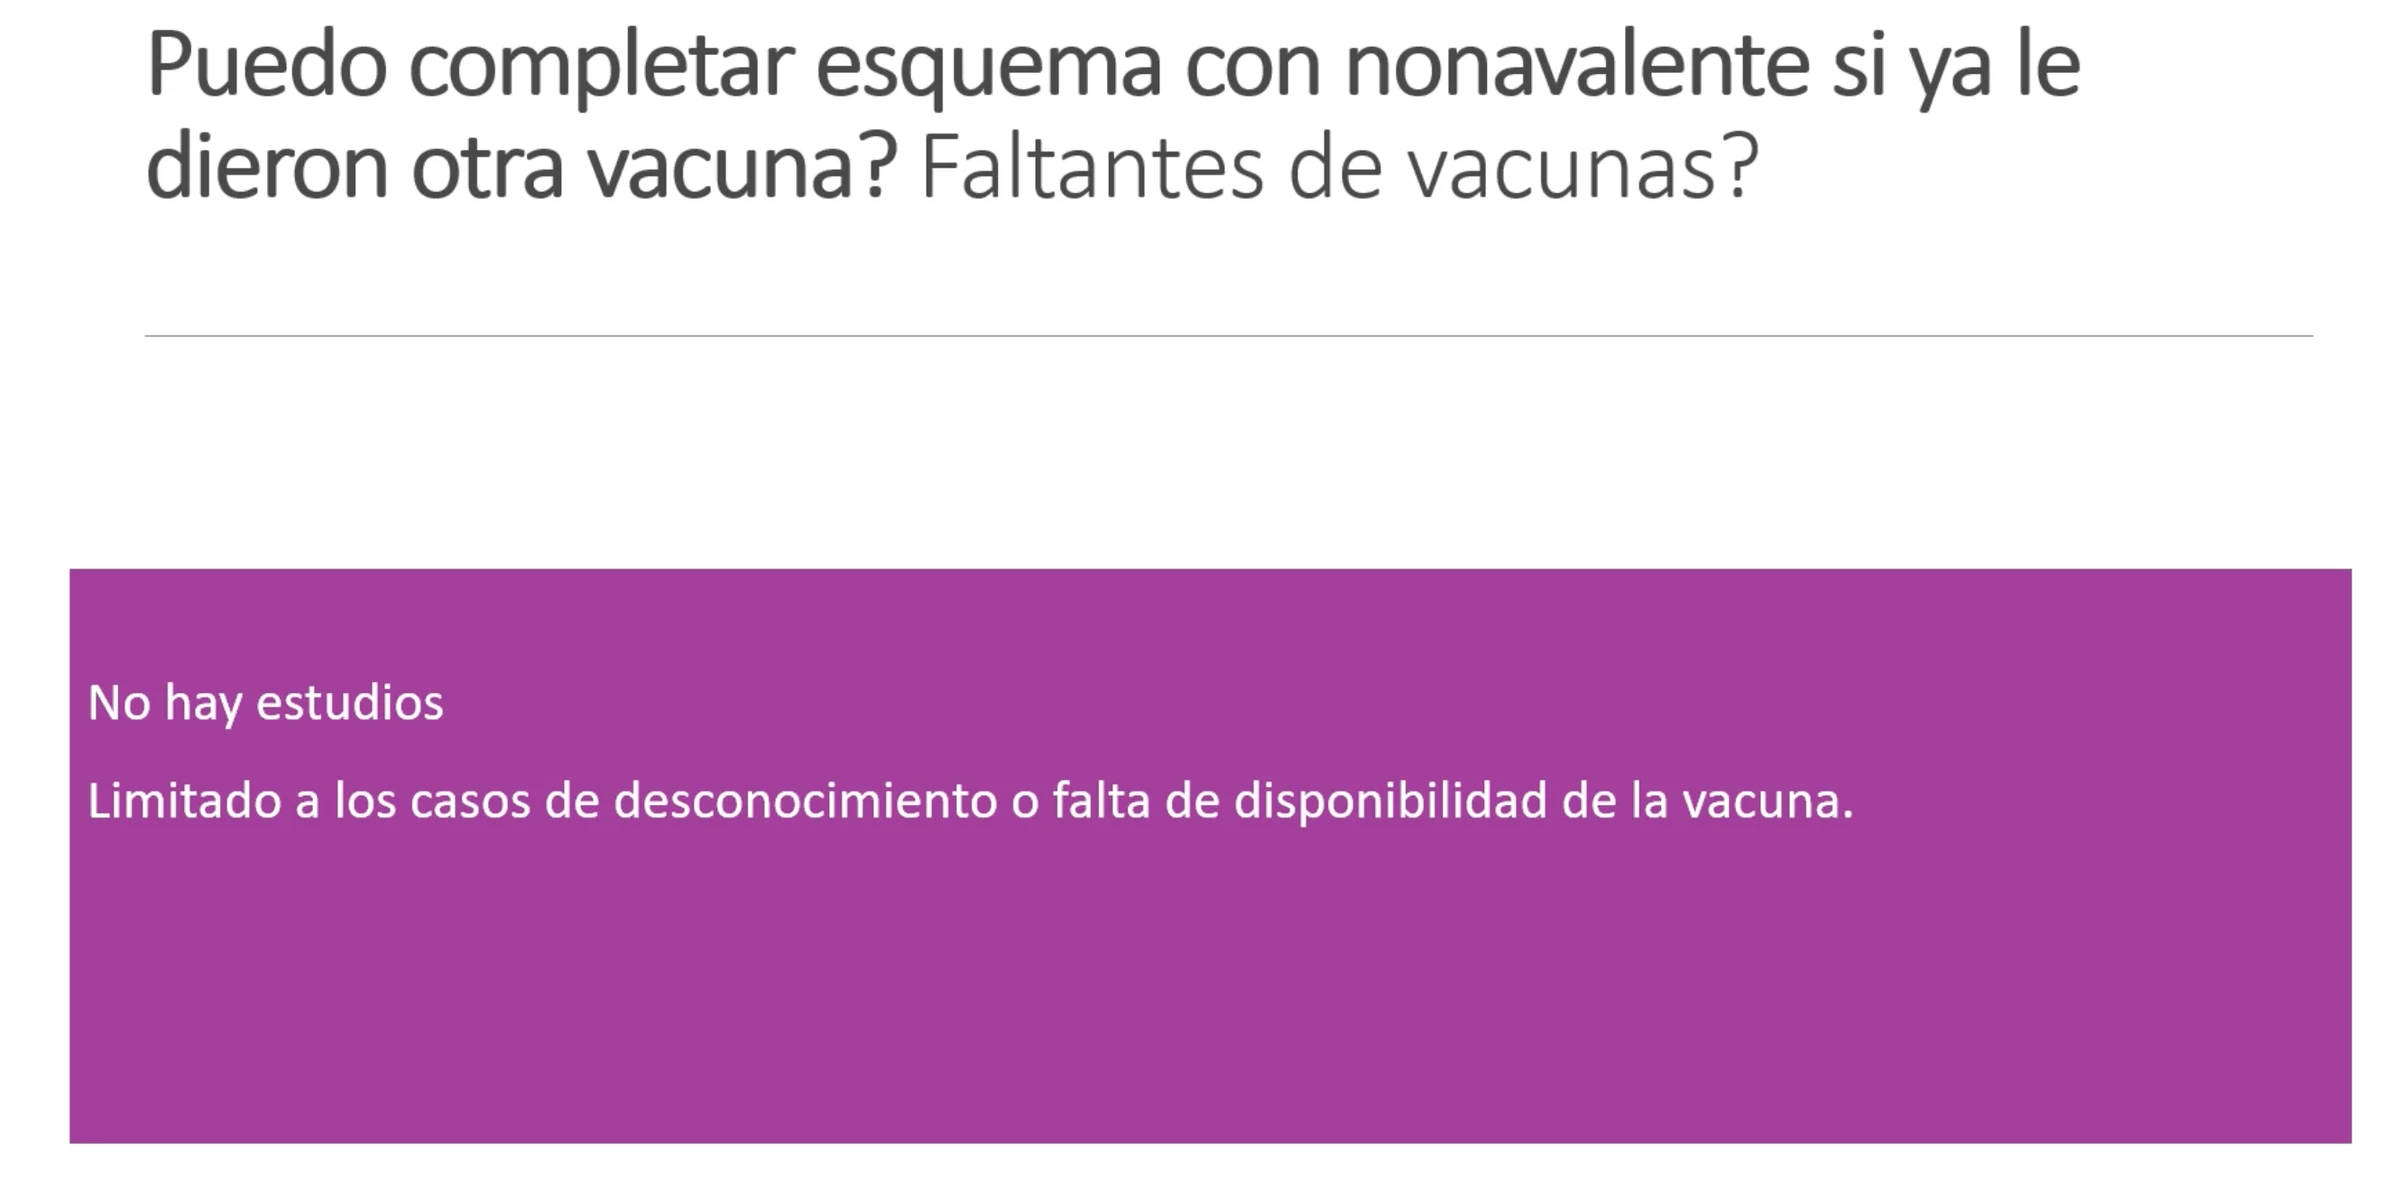 Puedo completar esquema con nonavalente si ya le
dieron otra vacuna? Faltantes de vacunas?
No hay estudios
Limitado a los casos de desconocimiento o falta de disponibilidad de la vacuna.